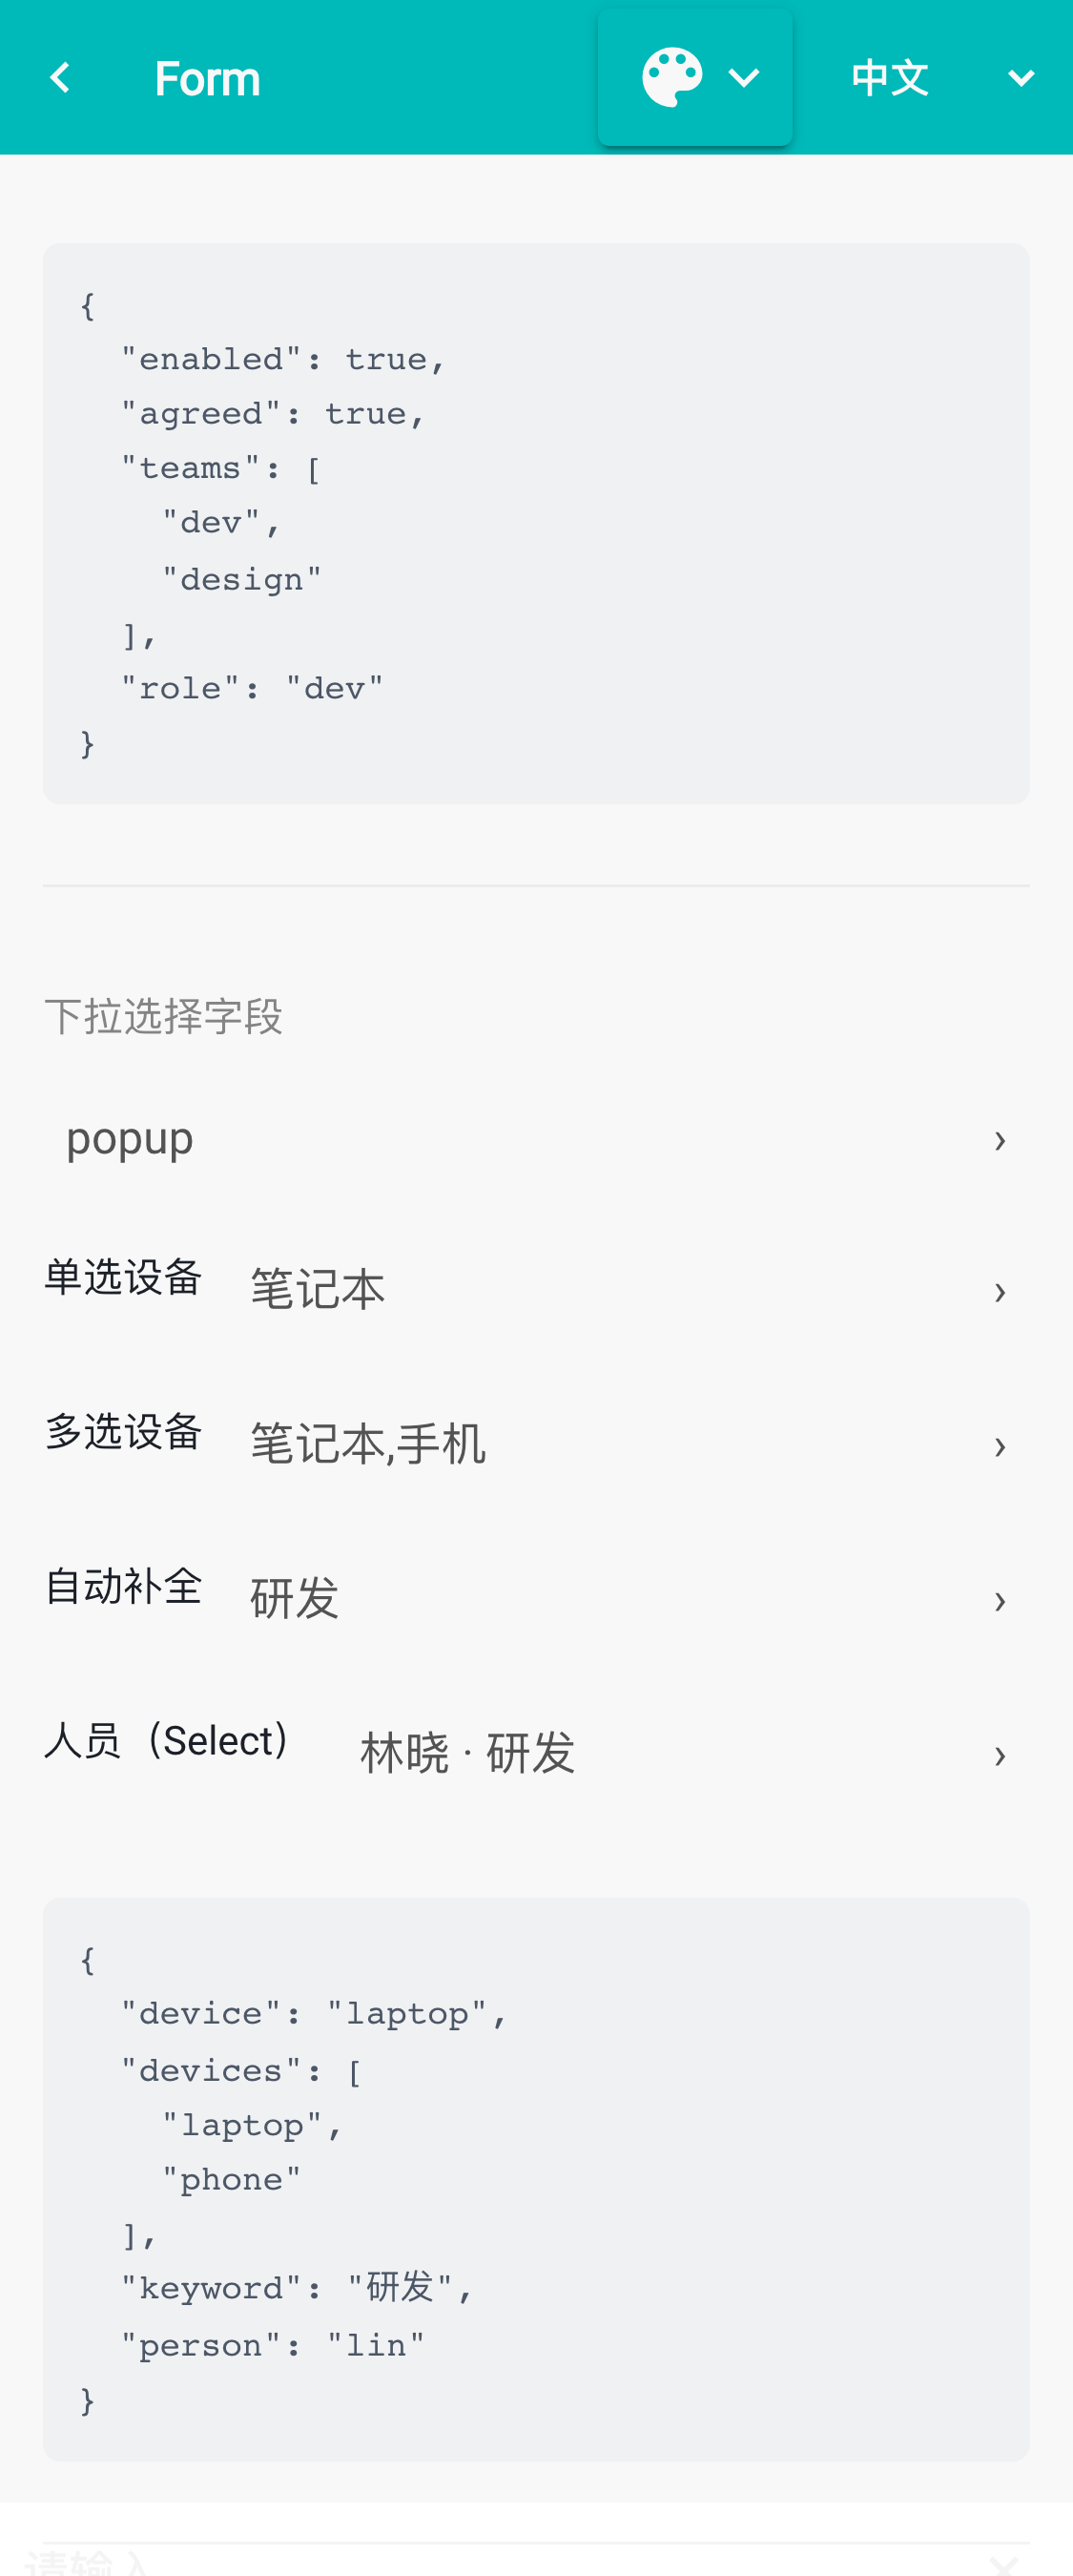 Form
中文
{
"enabled": true,
"agreed": true,
"teams": [
"dev",
"design"
],
"role": "dev"
}
下拉选择字段
popup
单选设备 笔记本
多选设备 笔记本,手机
自动补全 研发
人员（Select） 林晓 · 研发
{
"device": "laptop",
"devices": [
"laptop",
"phone"
],
"keyword": "研发",
"person": "lin"
}
请输入